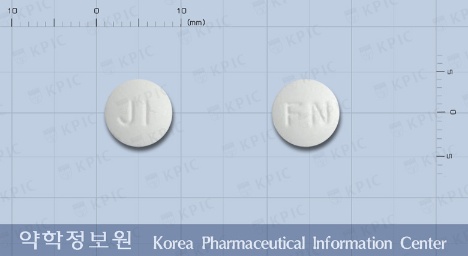 10 0 10 (mm)
JI FN
5
0
5
약학정보원 Korea Pharmaceutical Information Center